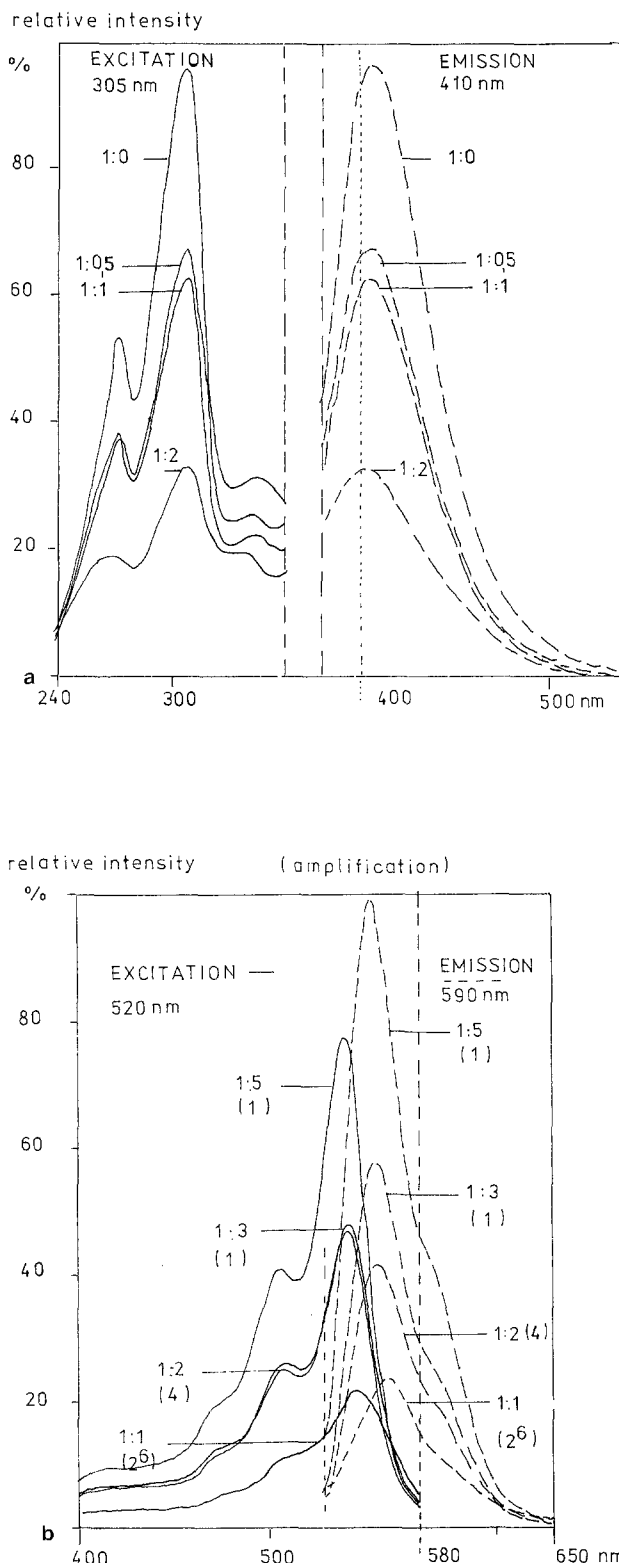 relative intensity
%
EXCITATION
305 nm
EMISSION
410 nm
80
1:0
1:0
1:05
1:1
1:05
1:1
60
40
1:2
1:2
20
a
240
300
400
500 nm
relative intensity
(amplification)
%
EXCITATION —
520 nm
EMISSION
590 nm
80
1:5
(1)
1:5
(1)
60
1:3
(1)
1:3
(1)
40
1:2
(4)
1:2 (4)
20
1:1
(2⁶)
1:1
(2⁶)
b
400
500
580
650 nm